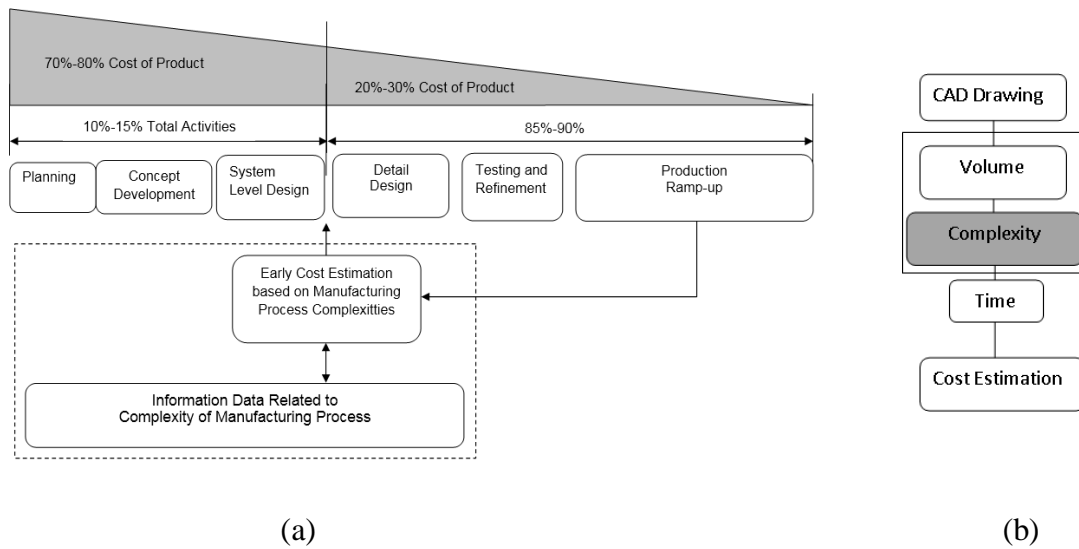 70%-80% Cost of Product
20%-30% Cost of Product
10%-15% Total Activities
85%-90%
Planning
Concept
Development
System
Level Design
Detail
Design
Testing and
Refinement
Production
Ramp-up
Early Cost Estimation
based on Manufacturing
Process Complexitties
Information Data Related to
Complexity of Manufacturing Process
(a)
CAD Drawing
Volume
Complexity
Time
Cost Estimation
(b)